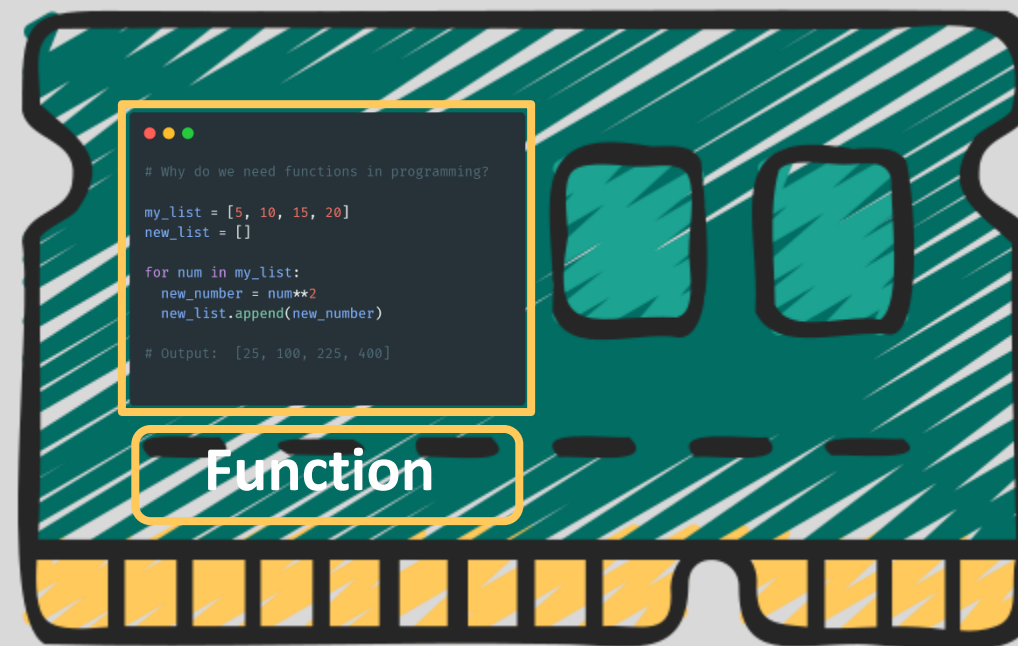 # Why do we need functions in programming?
my_list = [5, 10, 15, 20]
new_list = []
for num in my_list:
  new_number = num**2
  new_list.append(new_number)
# Output:  [25, 100, 225, 400]
Function